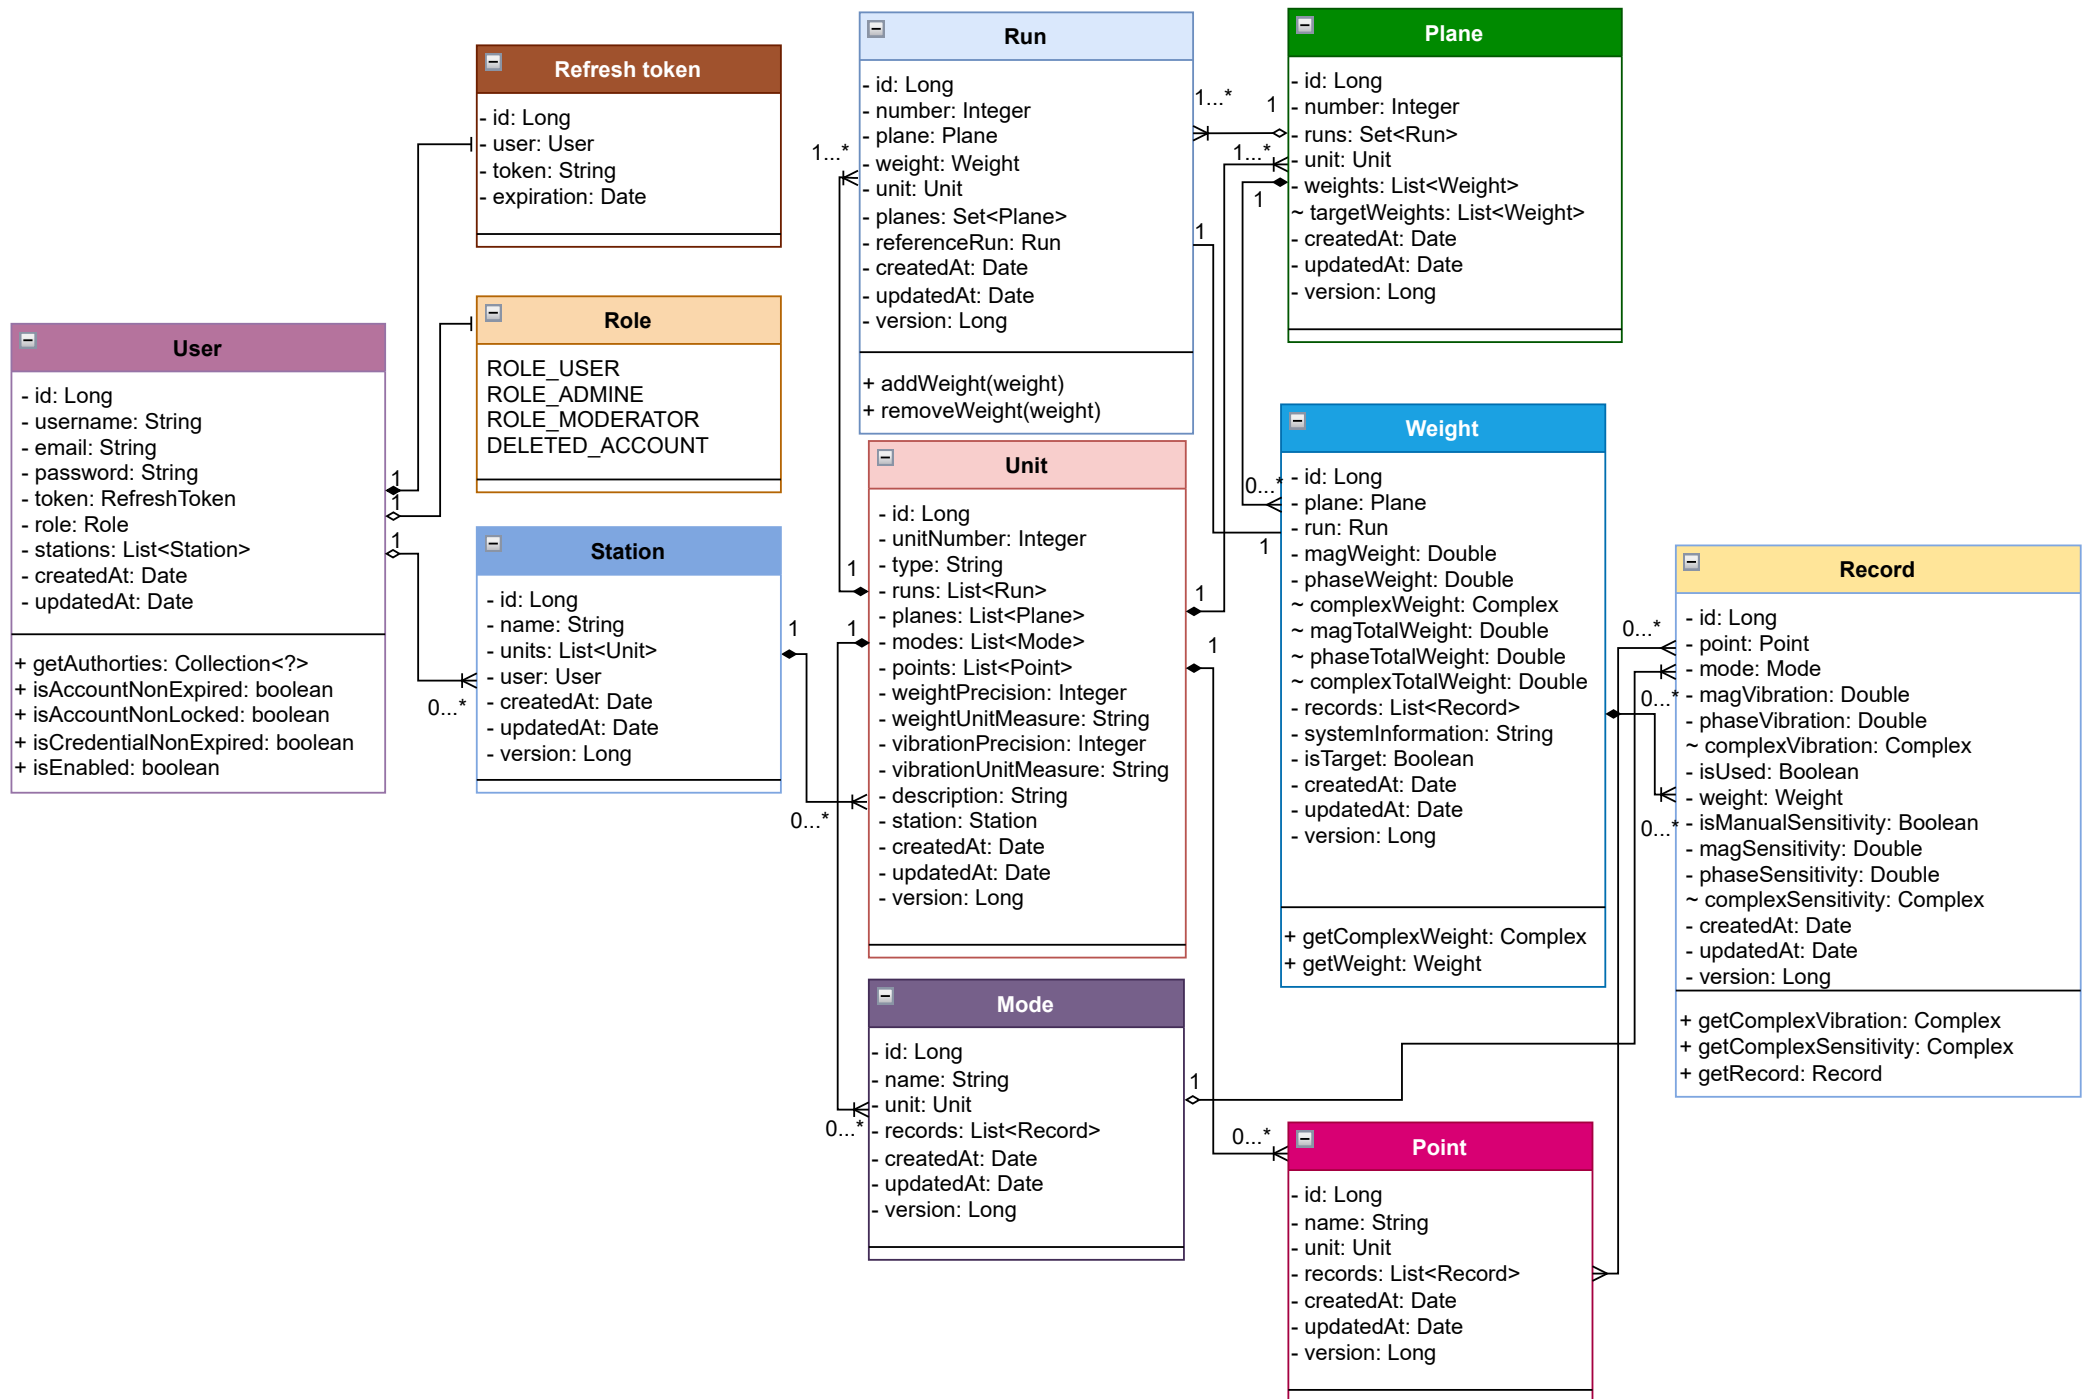 Refresh token
- id: Long
- user: User
- token: String
- expiration: Date
Role
ROLE_USER
ROLE_ADMINE
ROLE_MODERATOR
DELETED_ACCOUNT
User
- id: Long
- username: String
- email: String
- password: String
- token: RefreshToken
- role: Role
- stations: List<Station>
- createdAt: Date
- updatedAt: Date
+ getAuthorties: Collection<?>
+ isAccountNonExpired: boolean
+ isAccountNonLocked: boolean
+ isCredentialNonExpired: boolean
+ isEnabled: boolean
1
1
1
0...*
Station
- id: Long
- name: String
- units: List<Unit>
- user: User
- createdAt: Date
- updatedAt: Date
- version: Long
1
0...*
Run
- id: Long
- number: Integer
- plane: Plane
- weight: Weight
- unit: Unit
- planes: Set<Plane>
- referenceRun: Run
- createdAt: Date
- updatedAt: Date
- version: Long
+ addWeight(weight)
+ removeWeight(weight)
1...*
1...*
1
1...*
1
1
Plane
- id: Long
- number: Integer
- runs: Set<Run>
- unit: Unit
- weights: List<Weight>
~ targetWeights: List<Weight>
- createdAt: Date
- updatedAt: Date
- version: Long
Unit
- id: Long
- unitNumber: Integer
- type: String
- runs: List<Run>
- planes: List<Plane>
- modes: List<Mode>
- points: List<Point>
- weightPrecision: Integer
- weightUnitMeasure: String
- vibrationPrecision: Integer
- vibrationUnitMeasure: String
- description: String
- station: Station
- createdAt: Date
- updatedAt: Date
- version: Long
1
1
1
1
0...*
1
Weight
- id: Long
- plane: Plane
- run: Run
- magWeight: Double
- phaseWeight: Double
~ complexWeight: Complex
~ magTotalWeight: Double
~ phaseTotalWeight: Double
~ complexTotalWeight: Double
- records: List<Record>
- systemInformation: String
- isTarget: Boolean
- createdAt: Date
- updatedAt: Date
- version: Long
+ getComplexWeight: Complex
+ getWeight: Weight
0...*
0...*
0...*
Record
- id: Long
- point: Point
- mode: Mode
- magVibration: Double
- phaseVibration: Double
~ complexVibration: Complex
- isUsed: Boolean
- weight: Weight
- isManualSensitivity: Boolean
- magSensitivity: Double
- phaseSensitivity: Double
~ complexSensitivity: Complex
- createdAt: Date
- updatedAt: Date
- version: Long
+ getComplexVibration: Complex
+ getComplexSensitivity: Complex
+ getRecord: Record
Mode
- id: Long
- name: String
- unit: Unit
- records: List<Record>
- createdAt: Date
- updatedAt: Date
- version: Long
0...*
1
0...*
Point
- id: Long
- name: String
- unit: Unit
- records: List<Record>
- createdAt: Date
- updatedAt: Date
- version: Long